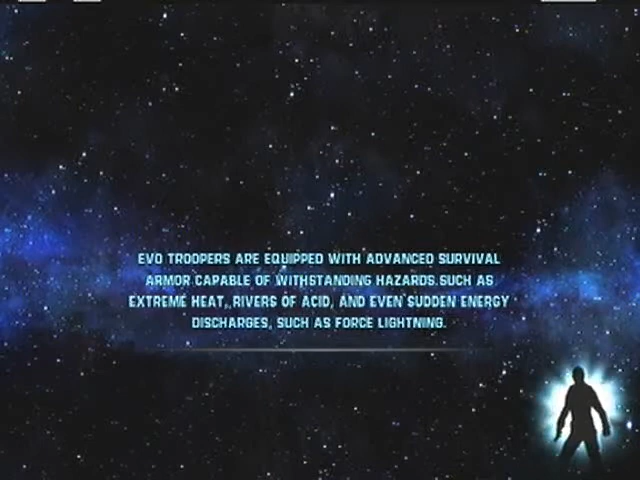 EVO TROOPERS ARE EQUIPPED WITH ADVANCED SURVIVAL
ARMOR CAPABLE OF WITHSTANDING HAZARDS SUCH AS
EXTREME HEAT, RIVERS OF ACID, AND EVEN SUDDEN ENERGY
DISCHARGES, SUCH AS FORCE LIGHTNING.